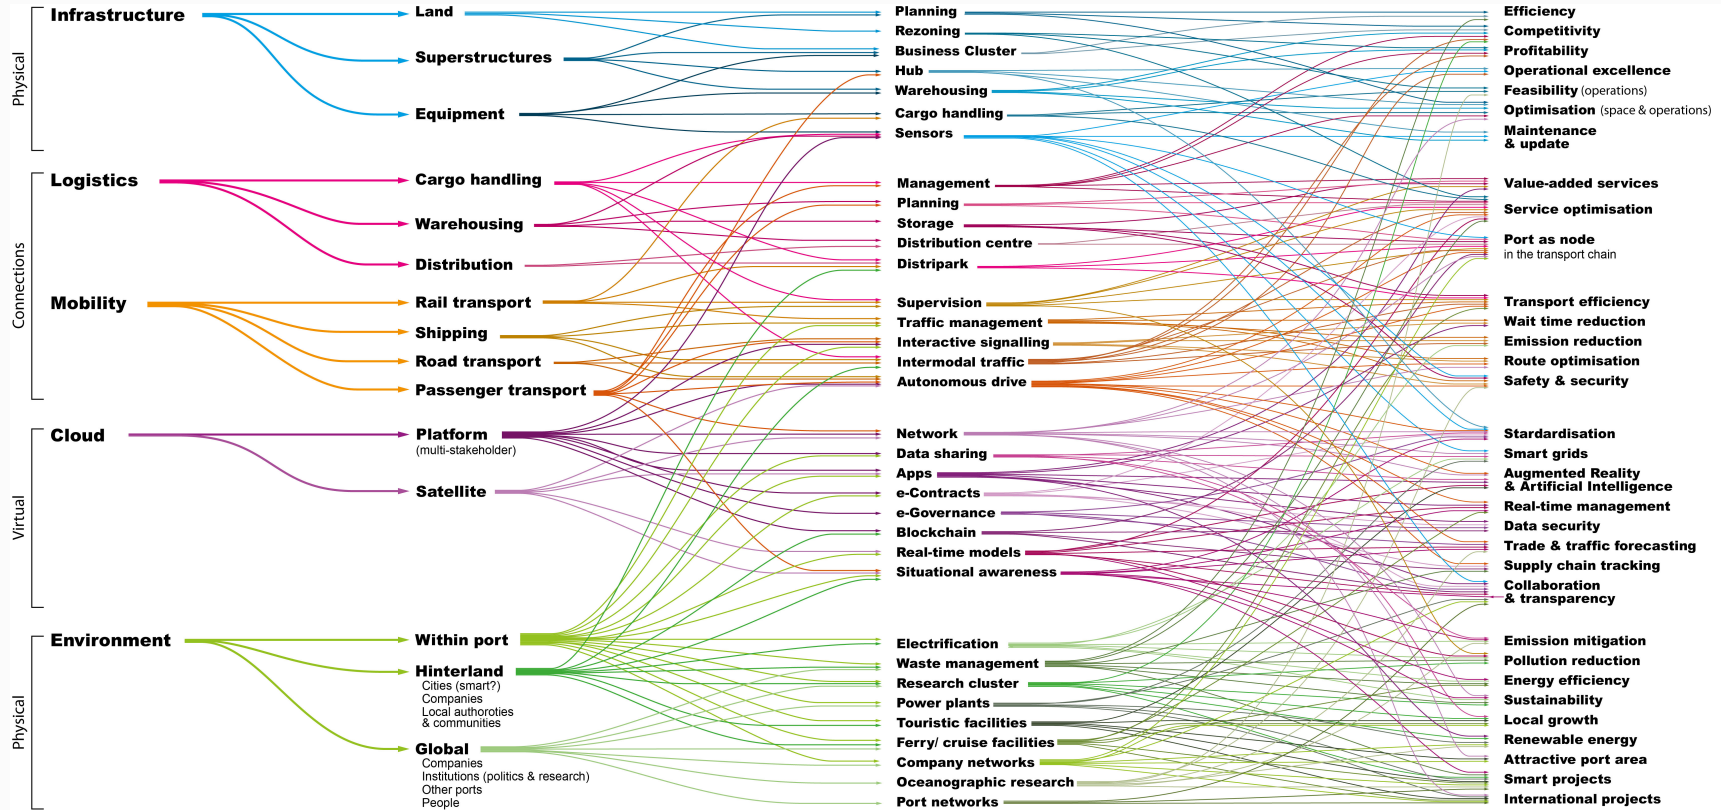 Physical
Connections
Virtual
Physical
Infrastructure
Logistics
Mobility
Cloud
Environment
Land
Superstructures
Equipment
Cargo handling
Warehousing
Distribution
Rail transport
Shipping
Road transport
Passenger transport
Platform
(multi-stakeholder)
Satellite
Within port
Hinterland
Cities (smart?)
Companies
Local authoroties
& communities
Global
Companies
Institutions (politics & research)
Other ports
People
Planning
Rezoning
Business Cluster
Hub
Warehousing
Cargo handling
Sensors
Management
Planning
Storage
Distribution centre
Distripark
Supervision
Traffic management
Interactive signalling
Intermodal traffic
Autonomous drive
Network
Data sharing
Apps
e-Contracts
e-Governance
Blockchain
Real-time models
Situational awareness
Electrification
Waste management
Research cluster
Power plants
Touristic facilities
Ferry/ cruise facilities
Company networks
Oceanographic research
Port networks
Efficiency
Competitivity
Profitability
Operational excellence
Feasibility (operations)
Optimisation (space & operations)
Maintenance
& update
Value-added services
Service optimisation
Port as node
in the transport chain
Transport efficiency
Wait time reduction
Emission reduction
Route optimisation
Safety & security
Stardardisation
Smart grids
Augmented Reality
& Artificial Intelligence
Real-time management
Data security
Trade & traffic forecasting
Supply chain tracking
Collaboration
& transparency
Emission mitigation
Pollution reduction
Energy efficiency
Sustainability
Local growth
Renewable energy
Attractive port area
Smart projects
International projects